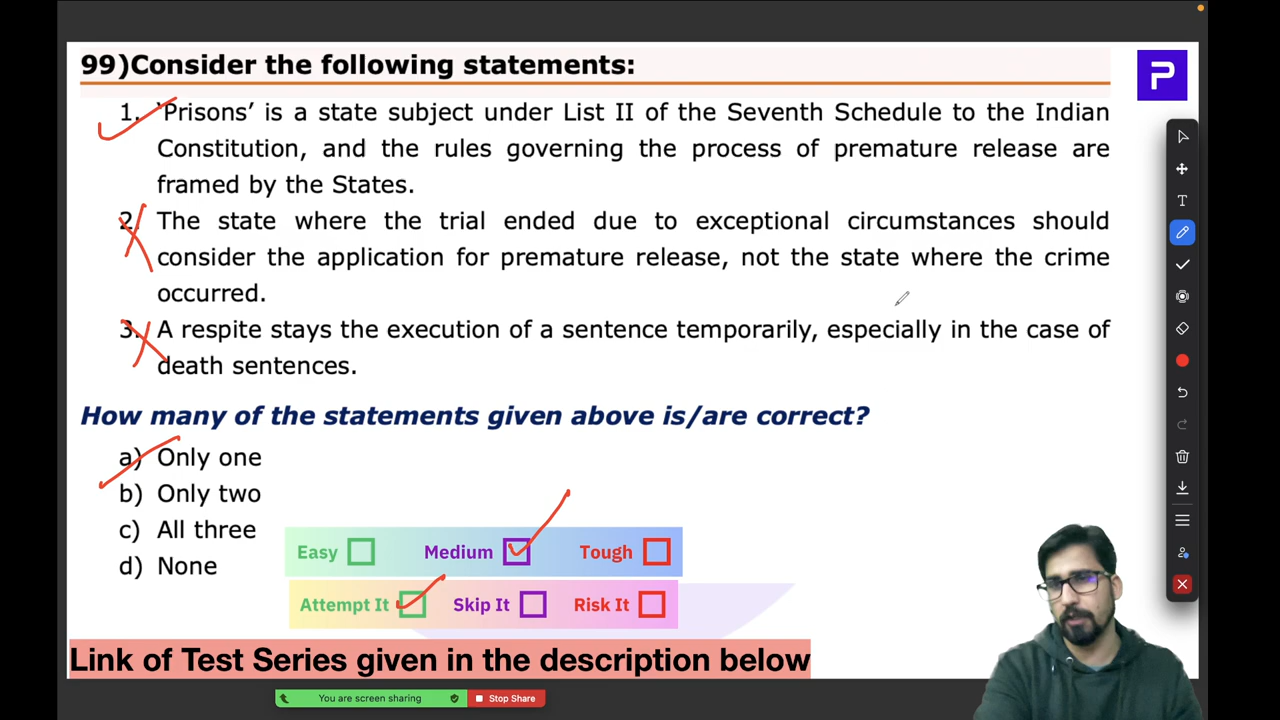 99)Consider the following statements:
1. 'Prisons' is a state subject under List II of the Seventh Schedule to the Indian
Constitution, and the rules governing the process of premature release are
framed by the States.
2. The state where the trial ended due to exceptional circumstances should
consider the application for premature release, not the state where the crime
occurred.
3. A respite stays the execution of a sentence temporarily, especially in the case of
death sentences.
How many of the statements given above is/are correct?
a) Only one
b) Only two
c) All three
d) None
Easy Medium Tough
Attempt It Skip It Risk It
Link of Test Series given in the description below
You are screen sharing Stop Share
P
T